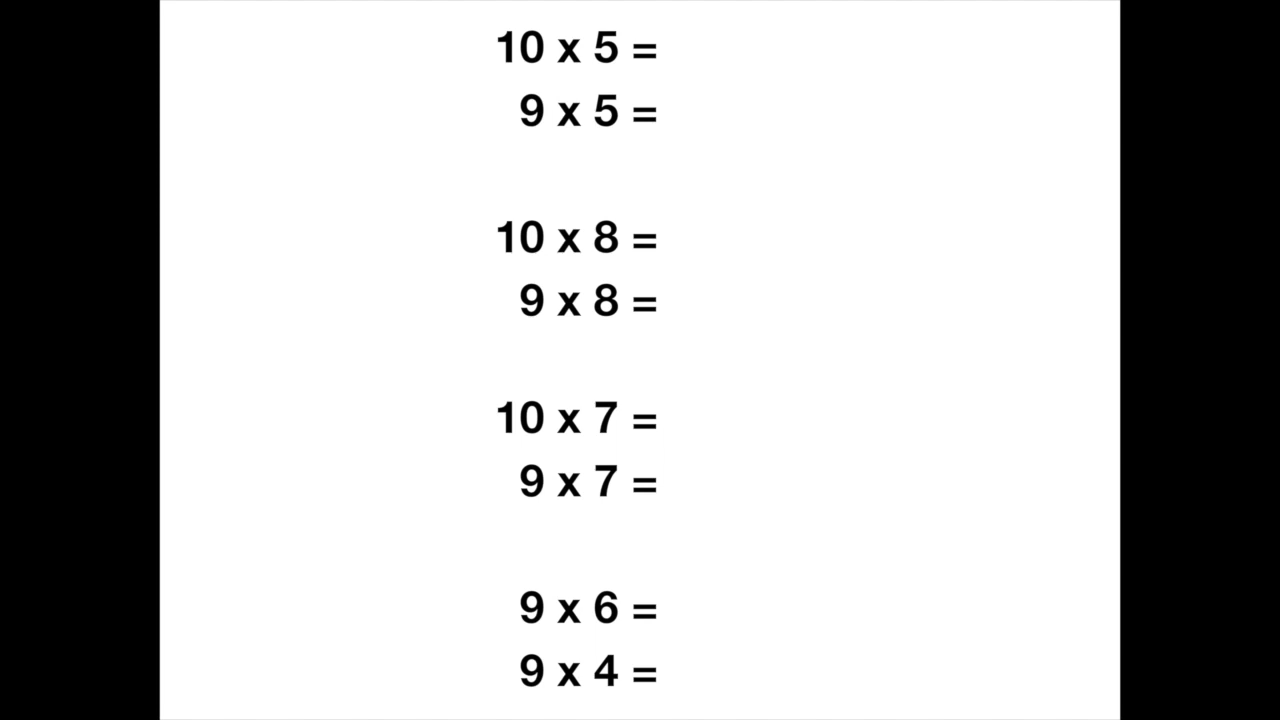 10 x 5 =
9 x 5 =
10 x 8 =
9 x 8 =
10 x 7 =
9 x 7 =
9 x 6 =
9 x 4 =